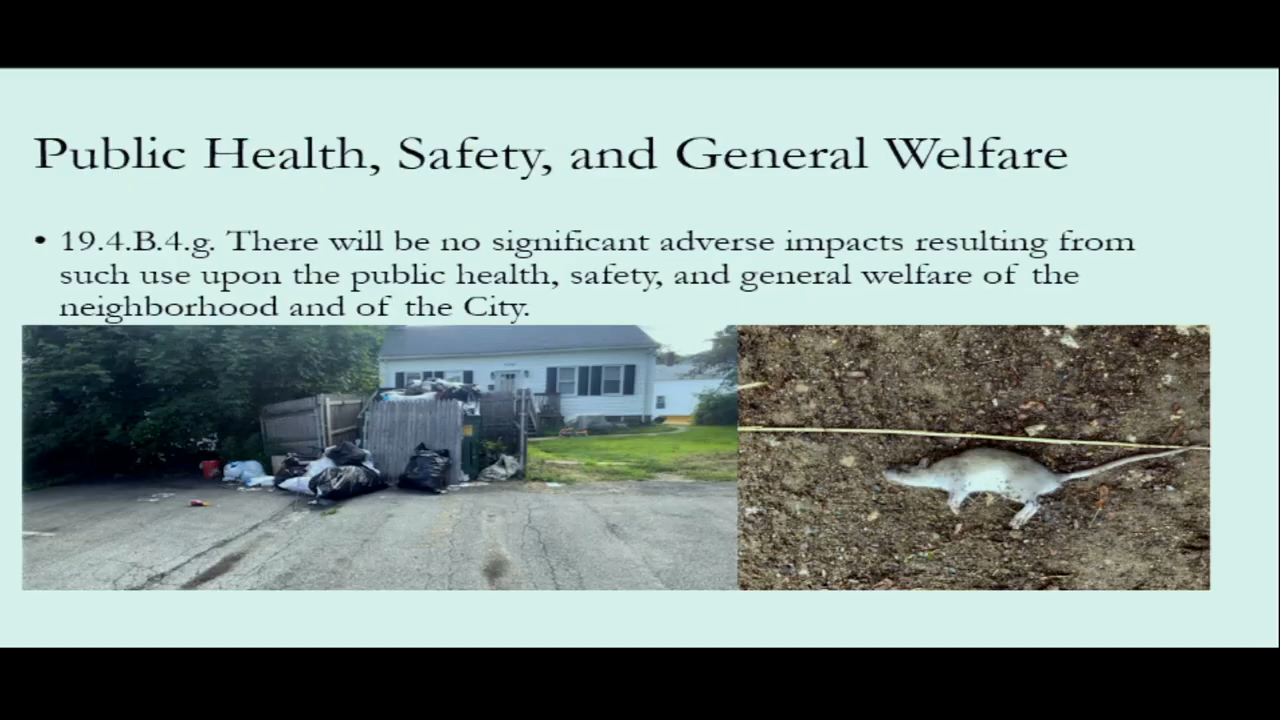 Public Health, Safety, and General Welfare
• 19.4.B.4.g. There will be no significant adverse impacts resulting from
such use upon the public health, safety, and general welfare of the
neighborhood and of the City.